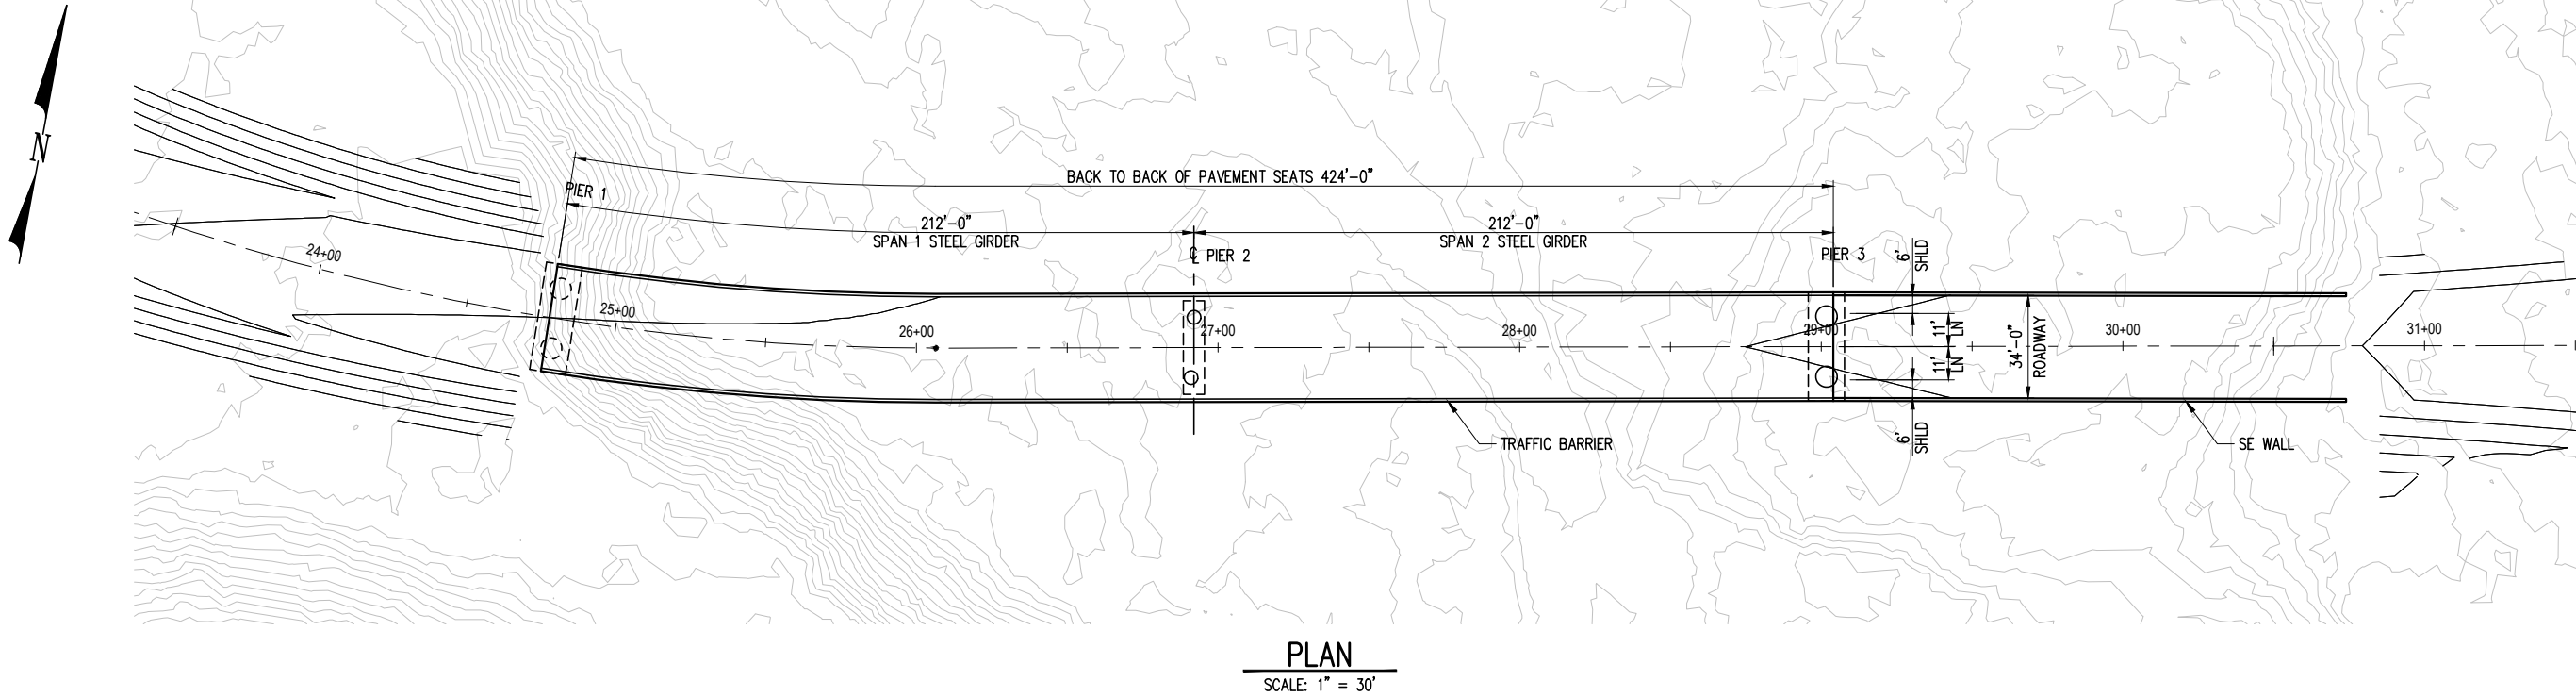 N
BACK TO BACK OF PAVEMENT SEATS 424'-0"
PIER 1
212'-0"
SPAN 1 STEEL GIRDER
212'-0"
SPAN 2 STEEL GIRDER
℄ PIER 2
PIER 3
6'
SHLD
24+00
25+00
26+00
27+00
28+00
29+00
30+00
31+00
11'
LN
11'
LN
34'-0"
ROADWAY
6'
SHLD
TRAFFIC BARRIER
SE WALL
PLAN
SCALE: 1" = 30'